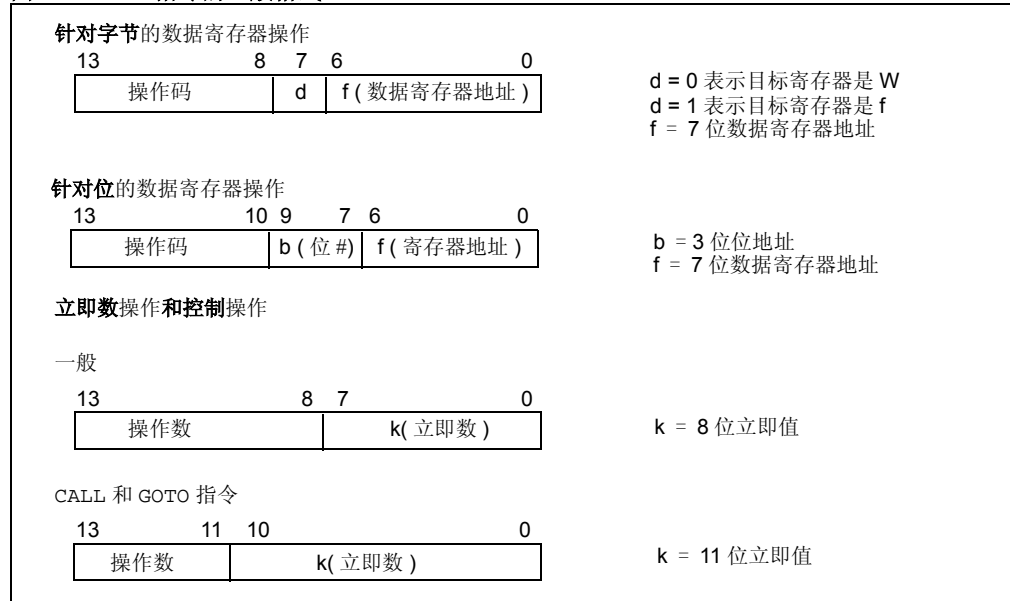 针对字节的数据寄存器操作
13 8 7 6 0
操作码 d f ( 数据寄存器地址 )
d = 0 表示目标寄存器是 W
d = 1 表示目标寄存器是 f
f = 7 位数据寄存器地址
针对位的数据寄存器操作
13 10 9 7 6 0
操作码 b ( 位 #) f ( 寄存器地址 )
b = 3 位位地址
f = 7 位数据寄存器地址
立即数操作和控制操作
一般
13 8 7 0
操作数 k( 立即数 )
k = 8 位立即值
CALL 和 GOTO 指令
13 11 10 0
操作数 k( 立即数 )
k = 11 位立即值